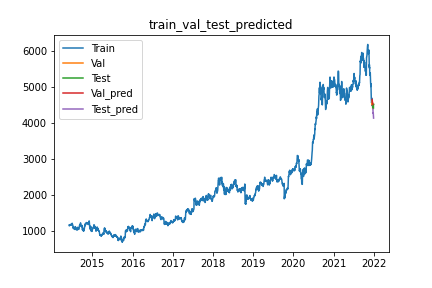 train_val_test_predicted
Train
Val
Test
Val_pred
Test_pred
6000
5000
4000
3000
2000
1000
2015 2016 2017 2018 2019 2020 2021 2022